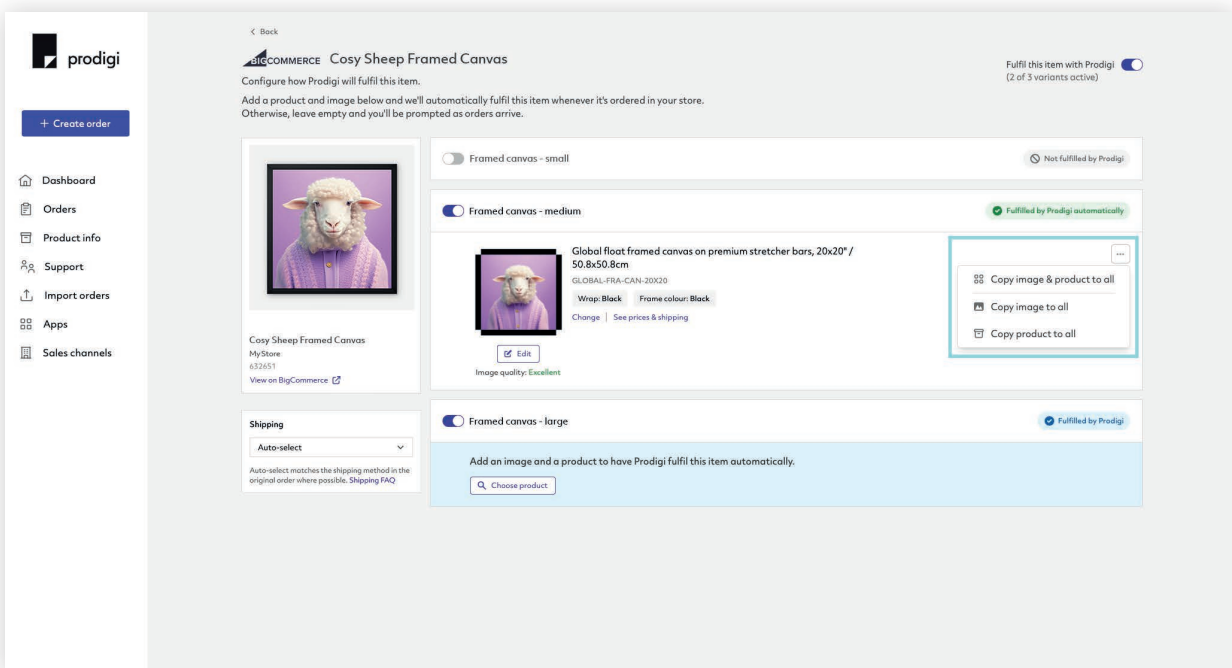 prodigi
+ Create order
Dashboard
Orders
Product info
Support
Import orders
Apps
Sales channels
< Back
BIGCOMMERCE Cosy Sheep Framed Canvas
Configure how Prodigi will fulfil this item.
Add a product and image below and we'll automatically fulfil this item whenever it's ordered in your store.
Otherwise, leave empty and you'll be prompted as orders arrive.
Fulfil this item with Prodigi
(2 of 3 variants active)
Cosy Sheep Framed Canvas
MyStore
632651
View on BigCommerce
Shipping
Auto-select
Auto-select matches the shipping method in the
original order where possible. Shipping FAQ
Framed canvas - small
Not fulfilled by Prodigi
Framed canvas - medium
Fulfilled by Prodigi automatically
Global float framed canvas on premium stretcher bars, 20x20" /
50.8x50.8cm
GLOBAL-FRA-CAN-20X20
Wrap: Black Frame colour: Black
Change | See prices & shipping
Edit
Image quality: Excellent
...
Copy image & product to all
Copy image to all
Copy product to all
Framed canvas - large
Fulfilled by Prodigi
Add an image and a product to have Prodigi fulfil this item automatically.
Choose product